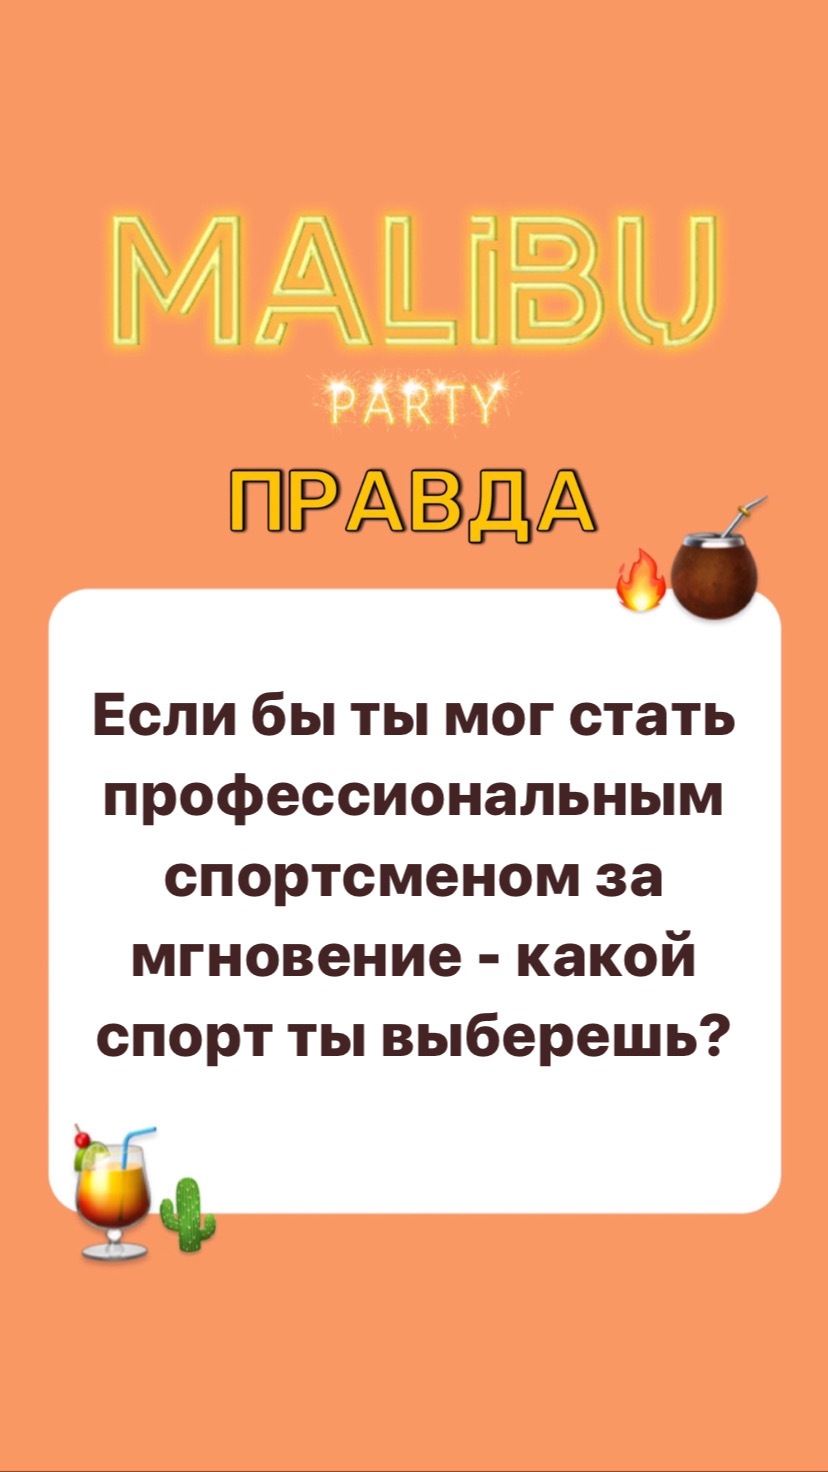 MALiBU
PARTY
ПРАВДА
Если бы ты мог стать
профессиональным
спортсменом за
мгновение - какой
спорт ты выберешь?